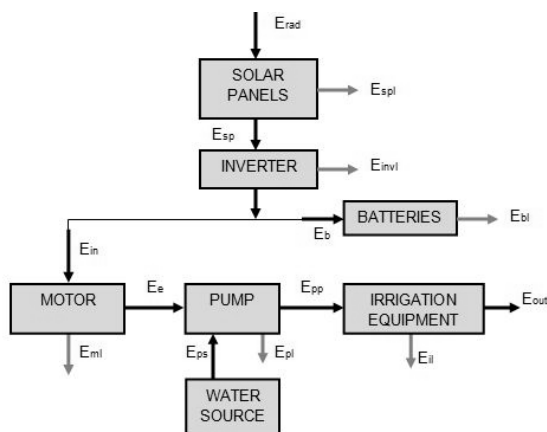 Erad
SOLAR
PANELS
Espl
Esp
INVERTER
Einvl
Eb
BATTERIES
Ebl
Ein
MOTOR
Ee
PUMP
Epp
IRRIGATION
EQUIPMENT
Eout
Eml
Eps
Epl
Eil
WATER
SOURCE